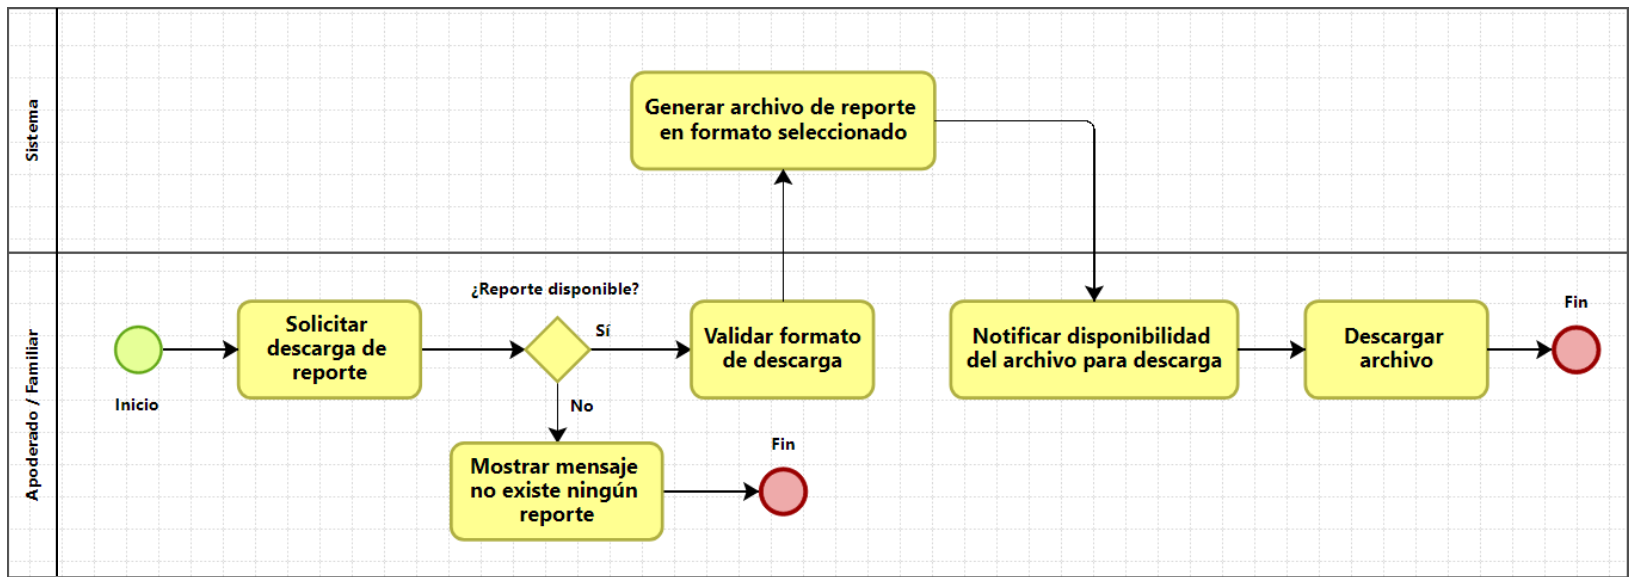 Sistema
Generar archivo de reporte
en formato seleccionado
Apoderado / Familiar
Inicio
Solicitar
descarga de
reporte
¿Reporte disponible?
Sí
No
Mostrar mensaje
no existe ningún
reporte
Fin
Validar formato
de descarga
Notificar disponibilidad
del archivo para descarga
Descargar
archivo
Fin